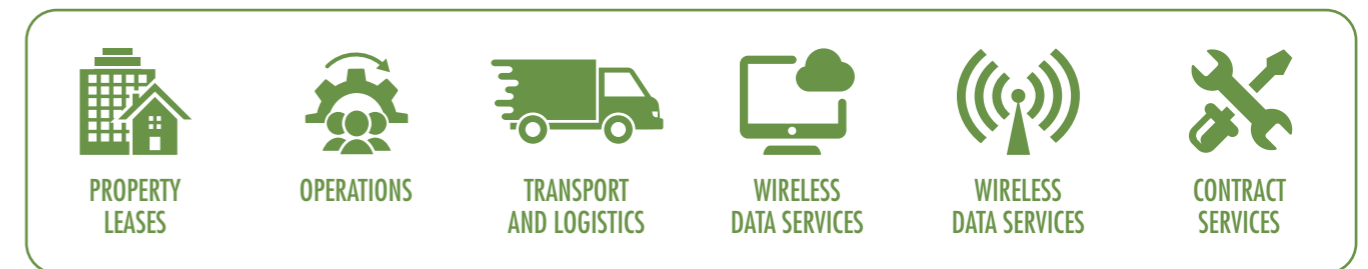 PROPERTY
LEASES
OPERATIONS
TRANSPORT
AND LOGISTICS
WIRELESS
DATA SERVICES
WIRELESS
DATA SERVICES
CONTRACT
SERVICES